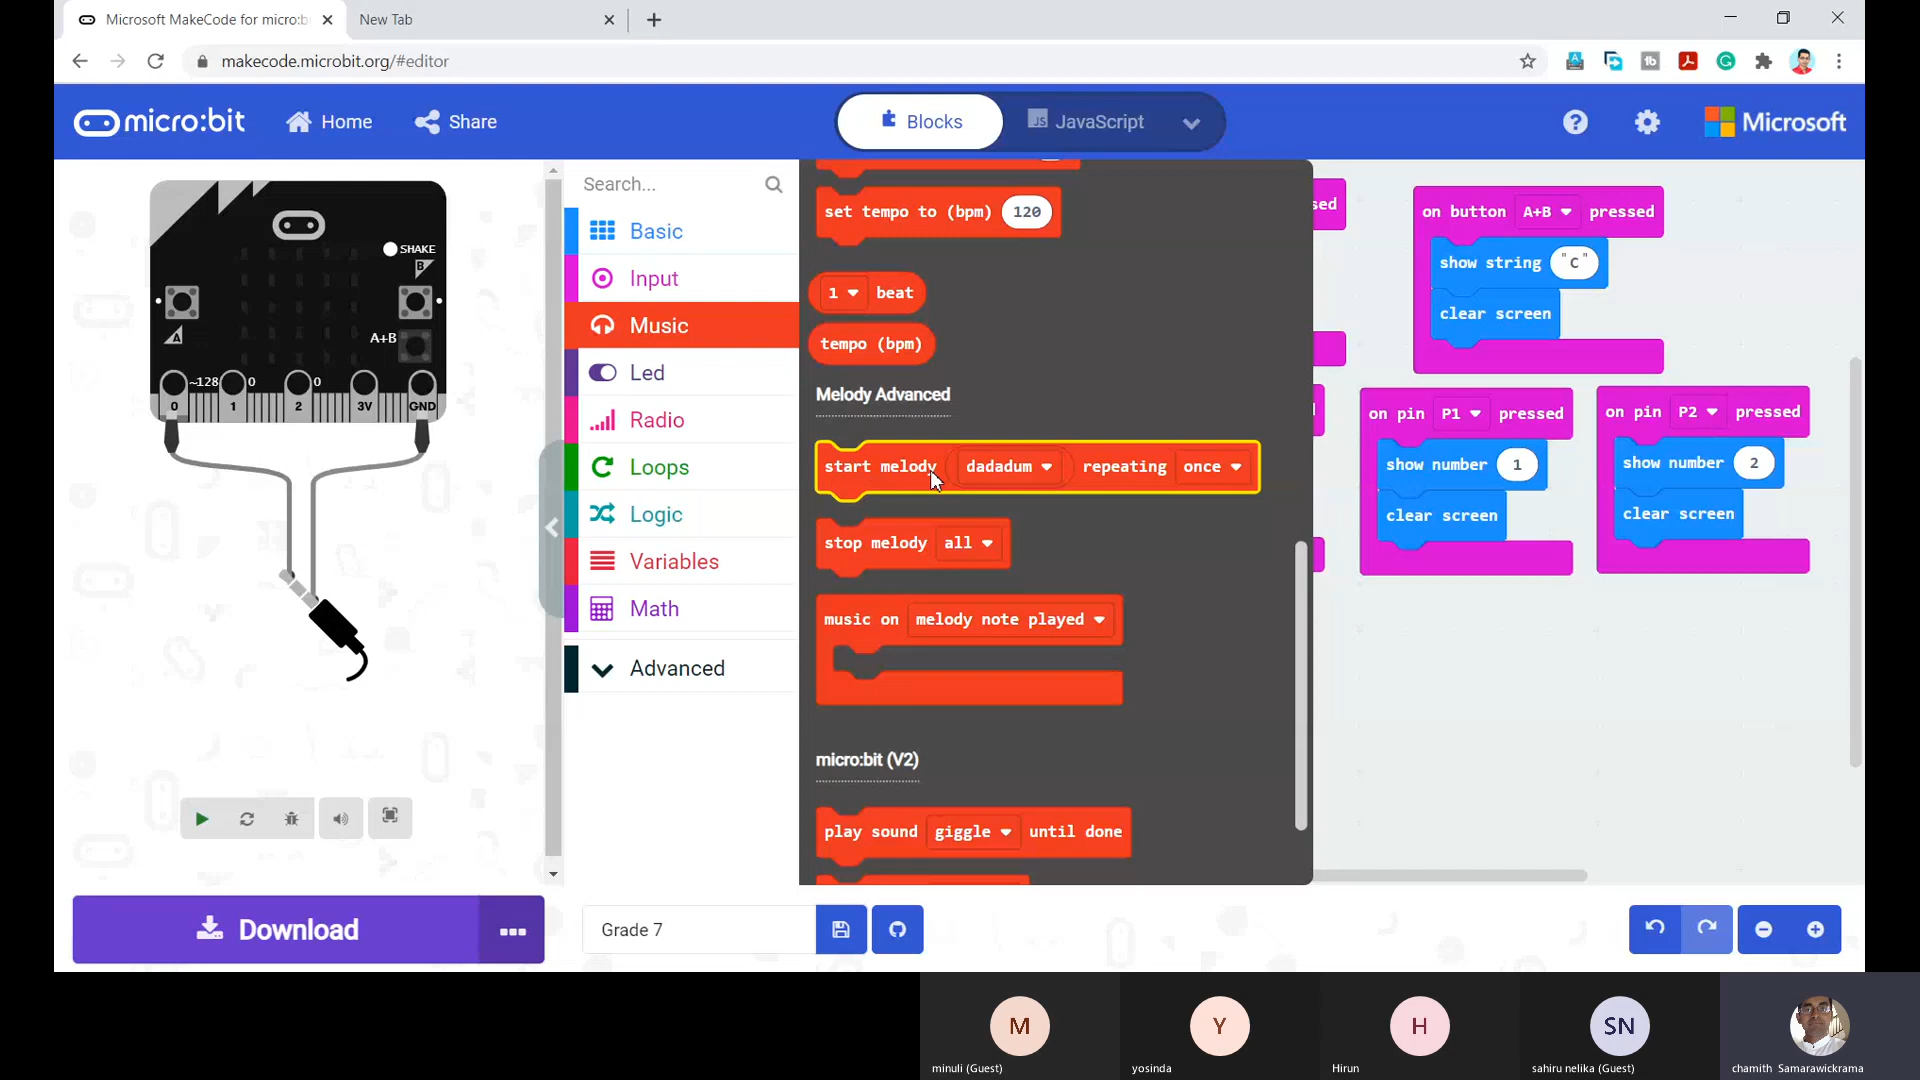 Microsoft MakeCode for micro:b
New Tab
makecode.microbit.org/#editor
micro:bit
Home
Share
Blocks
JS JavaScript
Microsoft
SHAKE
B
A
A+B
~128 0 0
0 1 2 3V GND
Search...
Basic
Input
Music
Led
Radio
Loops
Logic
Variables
Math
Advanced
set tempo to (bpm) 120
1 beat
tempo (bpm)
Melody Advanced
start melody dadadum repeating once
stop melody all
music on melody note played
micro:bit (V2)
play sound giggle until done
sed
on button A+B pressed
show string "C"
clear screen
on pin P1 pressed
show number 1
clear screen
on pin P2 pressed
show number 2
clear screen
Download
Grade 7
M
minuli (Guest)
Y
yosinda
H
Hirun
SN
sahiru nelika (Guest)
chamith Samarawickrama